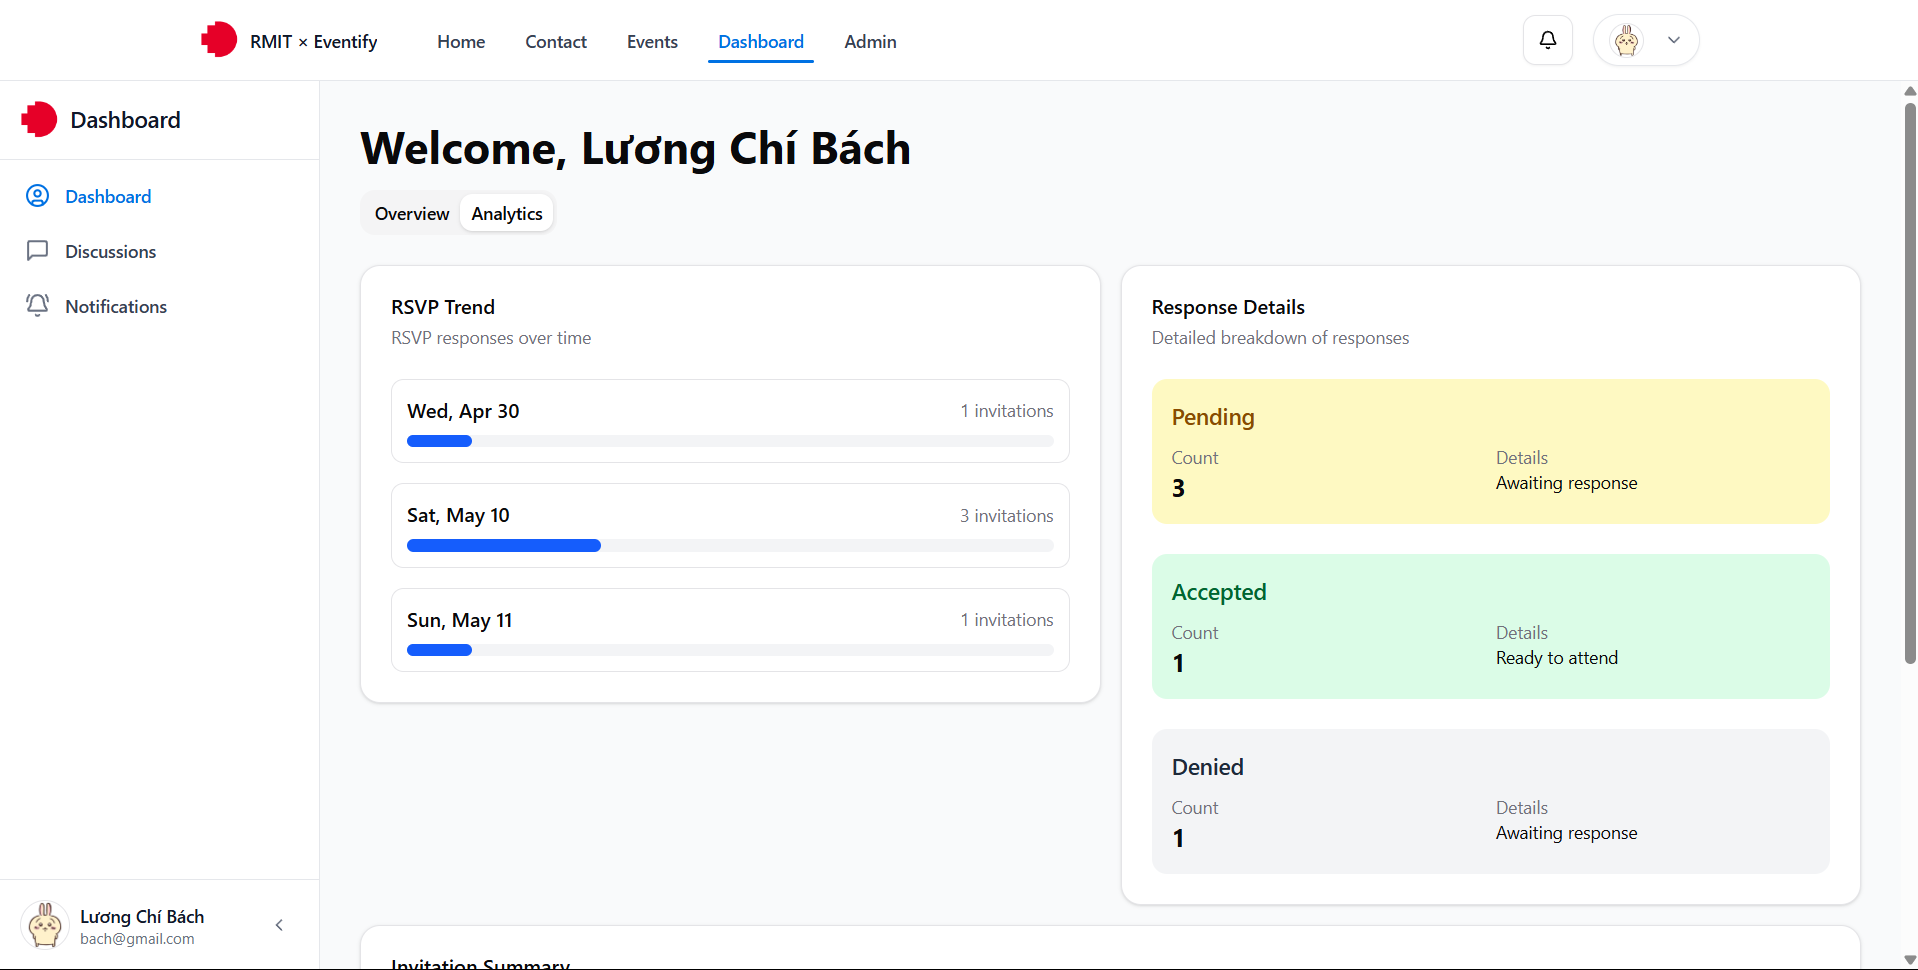 RMIT × Eventify
Home
Contact
Events
Dashboard
Admin
Dashboard
Dashboard
Discussions
Notifications
Welcome, Lương Chí Bách
Overview
Analytics
RSVP Trend
RSVP responses over time
Wed, Apr 30
1 invitations
Sat, May 10
3 invitations
Sun, May 11
1 invitations
Response Details
Detailed breakdown of responses
Pending
Count
3
Details
Awaiting response
Accepted
Count
1
Details
Ready to attend
Denied
Count
1
Details
Awaiting response
Invitation Summary
Lương Chí Bách
bach@gmail.com